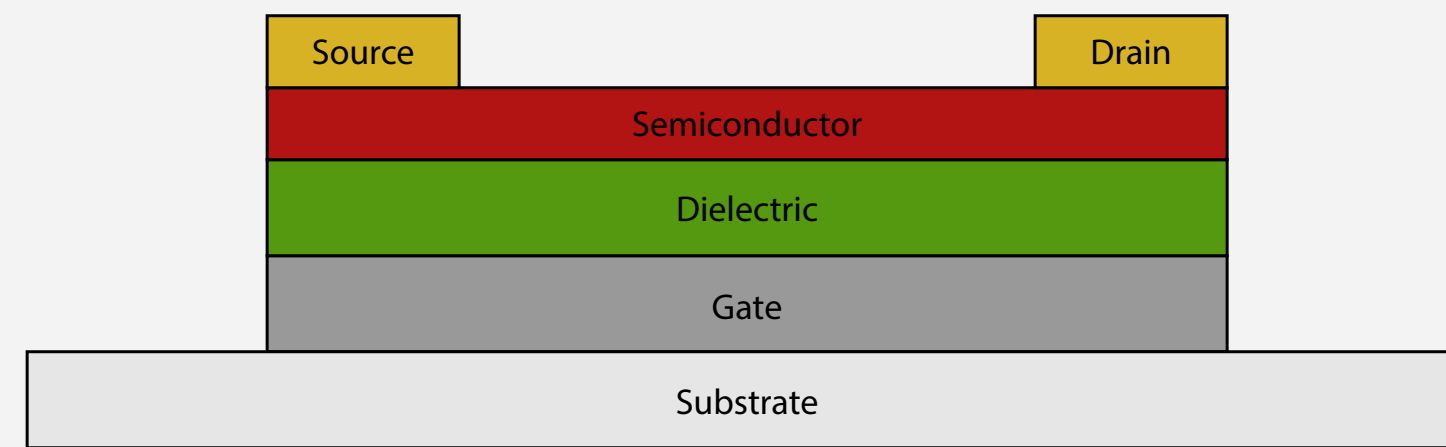 Source
Drain
Semiconductor
Dielectric
Gate
Substrate